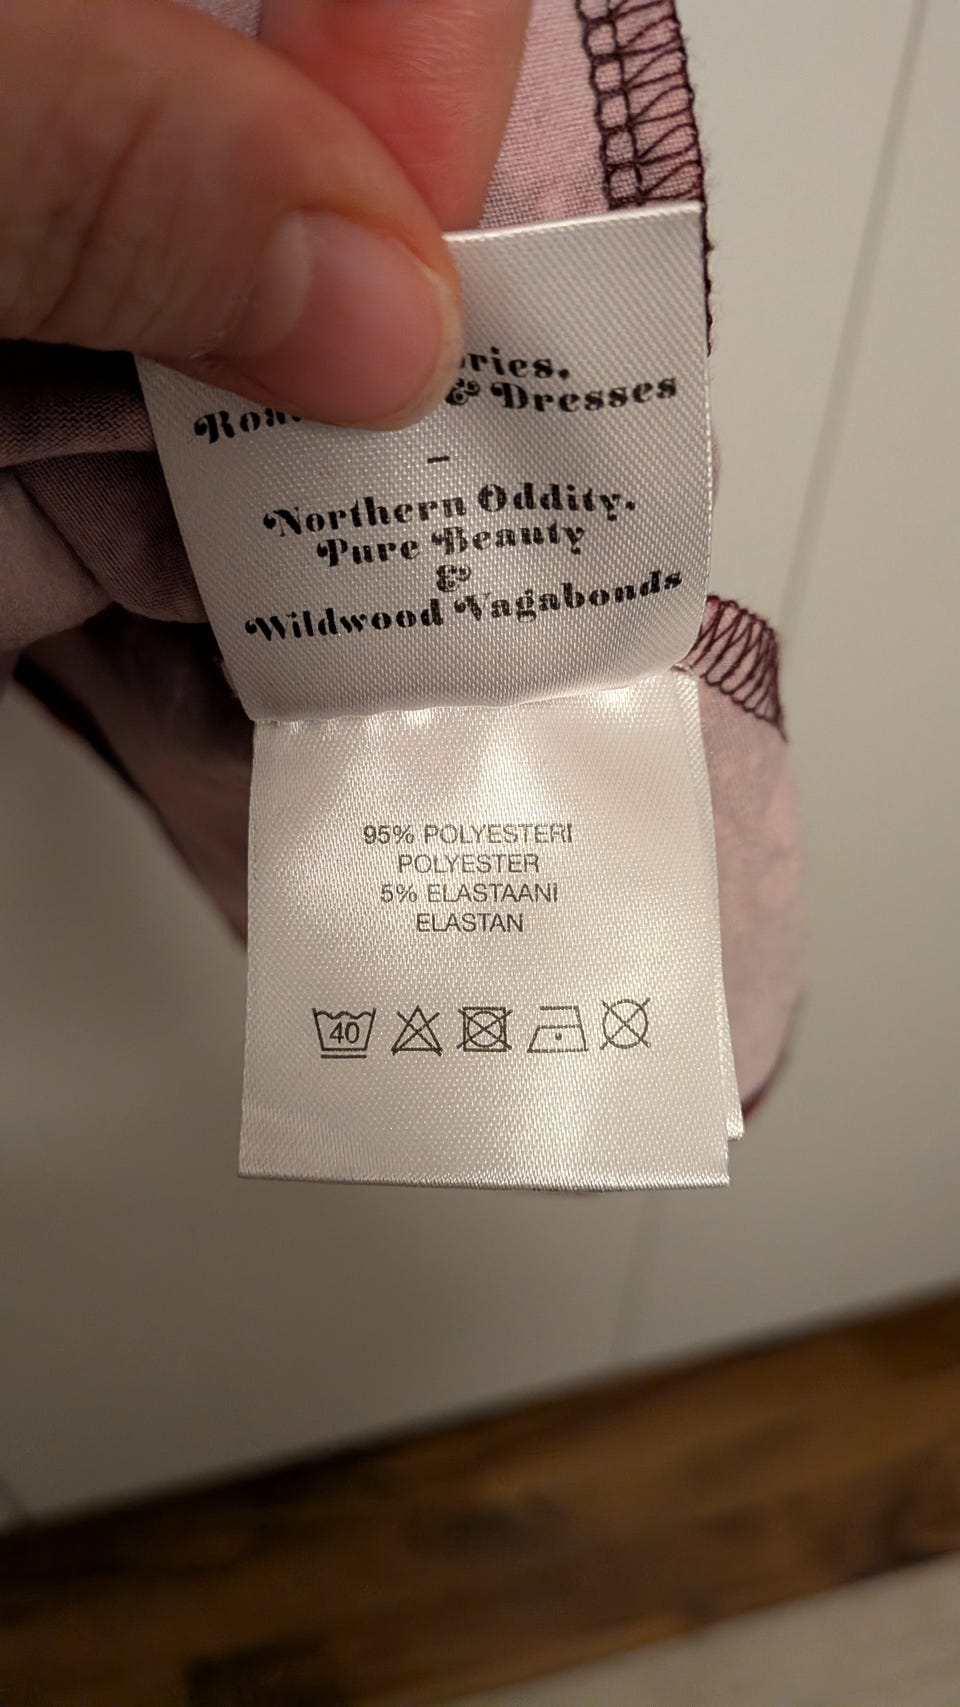 & Dresses
–
Northern Oddity.
Pure Beauty
&
Wildwood Vagabonds
95% POLYESTERI
POLYESTER
5% ELASTAANI
ELASTAN
40